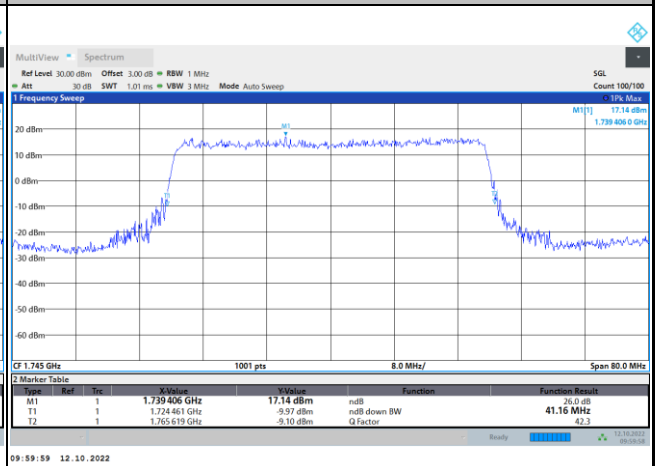 MultiView Spectrum
Ref Level 30.00 dBm Offset 3.00 dB RBW 1 MHz SGL
Att 30 dB SWT 1.01 ms VBW 3 MHz Mode Auto Sweep Count 100/100
1 Frequency Sweep 1Pk Max
M1[1] 17.14 dBm
1.739 406 0 GHz
M1
20 dBm
10 dBm
0 dBm
T1 T2
-10 dBm
-20 dBm
-30 dBm
-40 dBm
-50 dBm
-60 dBm
CF 1.745 GHz 1001 pts 8.0 MHz/ Span 80.0 MHz
2 Marker Table
Type Ref Trc X-Value Y-Value Function Function Result
M1 1 1.739 406 GHz 17.14 dBm ndB 26.0 dB
T1 1 1.724 461 GHz -9.97 dBm ndB down BW 41.16 MHz
T2 1 1.765 619 GHz -9.10 dBm Q Factor 42.3
Ready 12.10.2022
09:59:58
09:59:59 12.10.2022